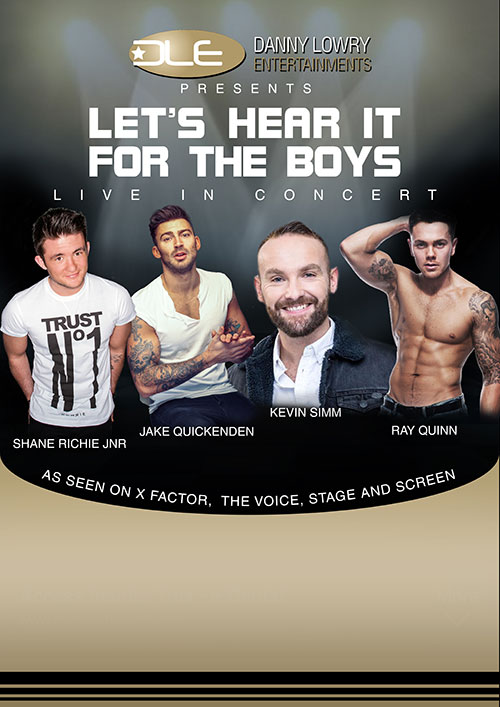 DLE
DANNY LOWRY
ENTERTAINMENTS
PRESENTS
LET'S HEAR IT
FOR THE BOYS
LIVE IN CONCERT
TRUST
No1
SHANE RICHIE JNR
JAKE QUICKENDEN
KEVIN SIMM
RAY QUINN
AS SEEN ON X FACTOR, THE VOICE, STAGE AND SCREEN